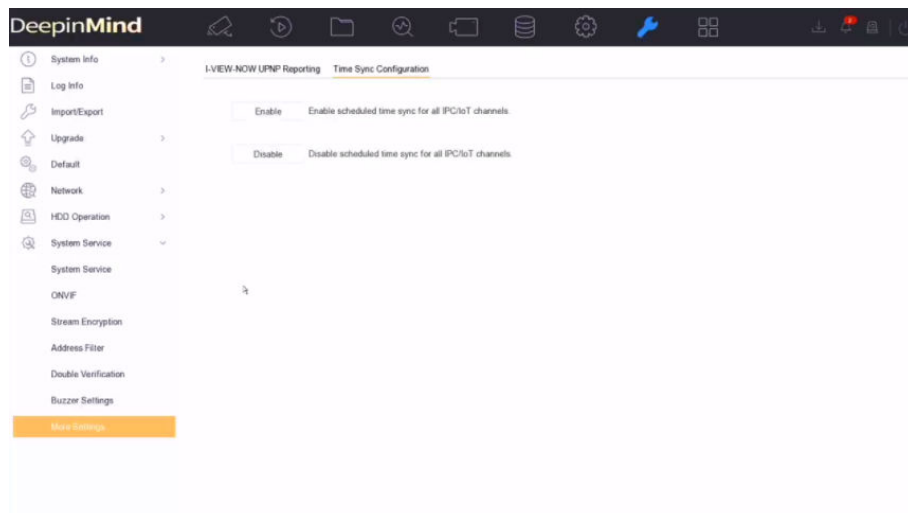 DeepinMind
System Info
Log Info
Import/Export
Upgrade
Default
Network
HDD Operation
System Service
System Service
ONVIF
Stream Encryption
Address Filter
Double Verification
Buzzer Settings
More Settings
I-VIEW-NOW UPNP Reporting Time Sync Configuration
Enable Enable scheduled time sync for all IPC/IoT channels.
Disable Disable scheduled time sync for all IPC/IoT channels.